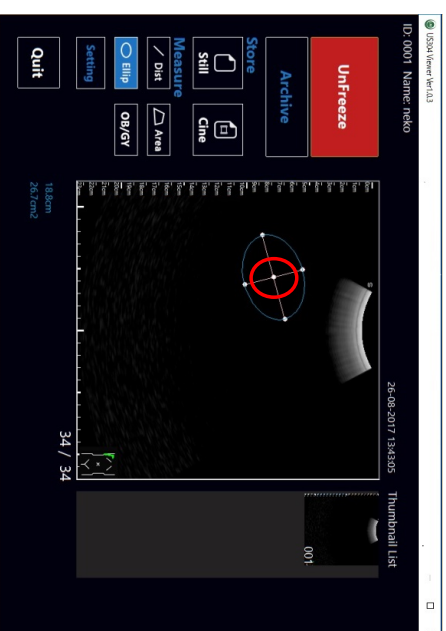 US304 Viewer Ver1.0.3
ID: 0001 Name: neko
26-08-2017 13:43:05
Thumbnail List
UnFreeze
Archive
Store
Still
Cine
Measure
Dist
Area
Ellip
OB/GY
Setting
Quit
S
001
34 / 34
18.8cm
26.7cm2